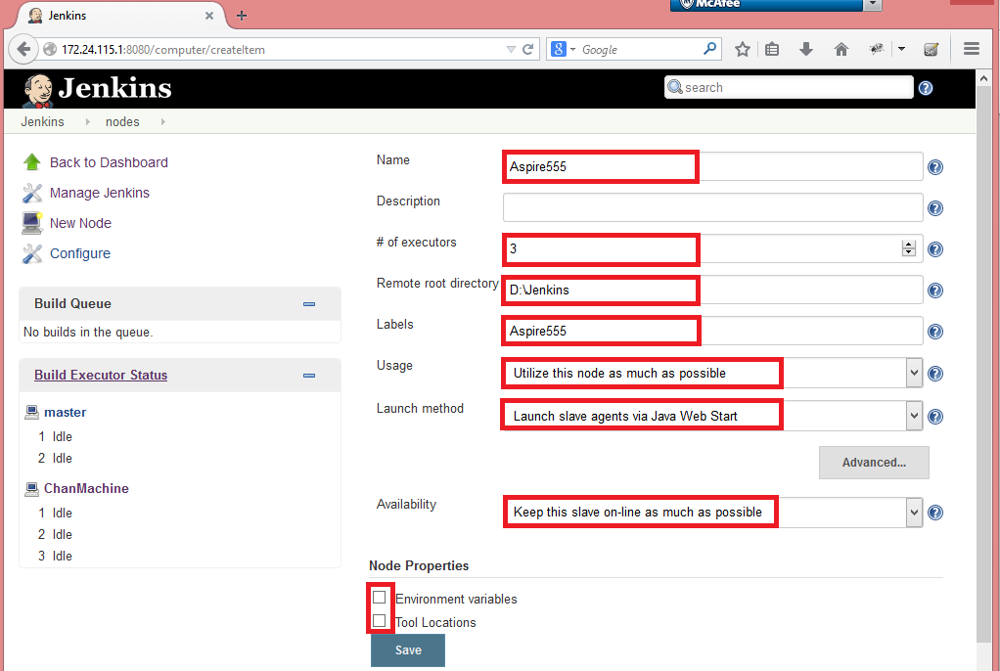 McAfee
Jenkins
172.24.115.1:8080/computer/createItem
Google
Jenkins
search
Jenkins nodes
Back to Dashboard
Manage Jenkins
New Node
Configure
Build Queue
No builds in the queue.
Build Executor Status
master
1 Idle
2 Idle
ChanMachine
1 Idle
2 Idle
3 Idle
Name Aspire555
Description
# of executors 3
Remote root directory D:\Jenkins
Labels Aspire555
Usage Utilize this node as much as possible
Launch method Launch slave agents via Java Web Start
Advanced...
Availability Keep this slave on-line as much as possible
Node Properties
Environment variables
Tool Locations
Save